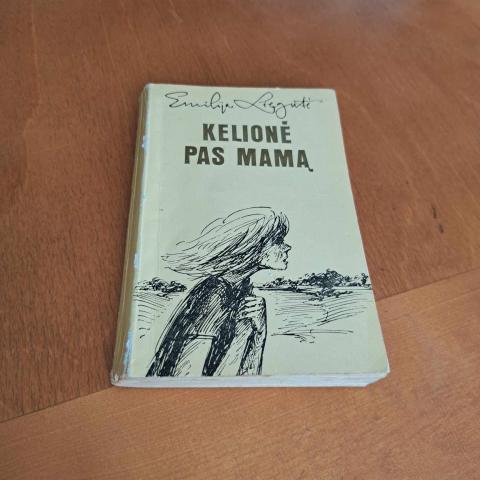 Emilija Liegutė
KELIONĖ
PAS MAMĄ